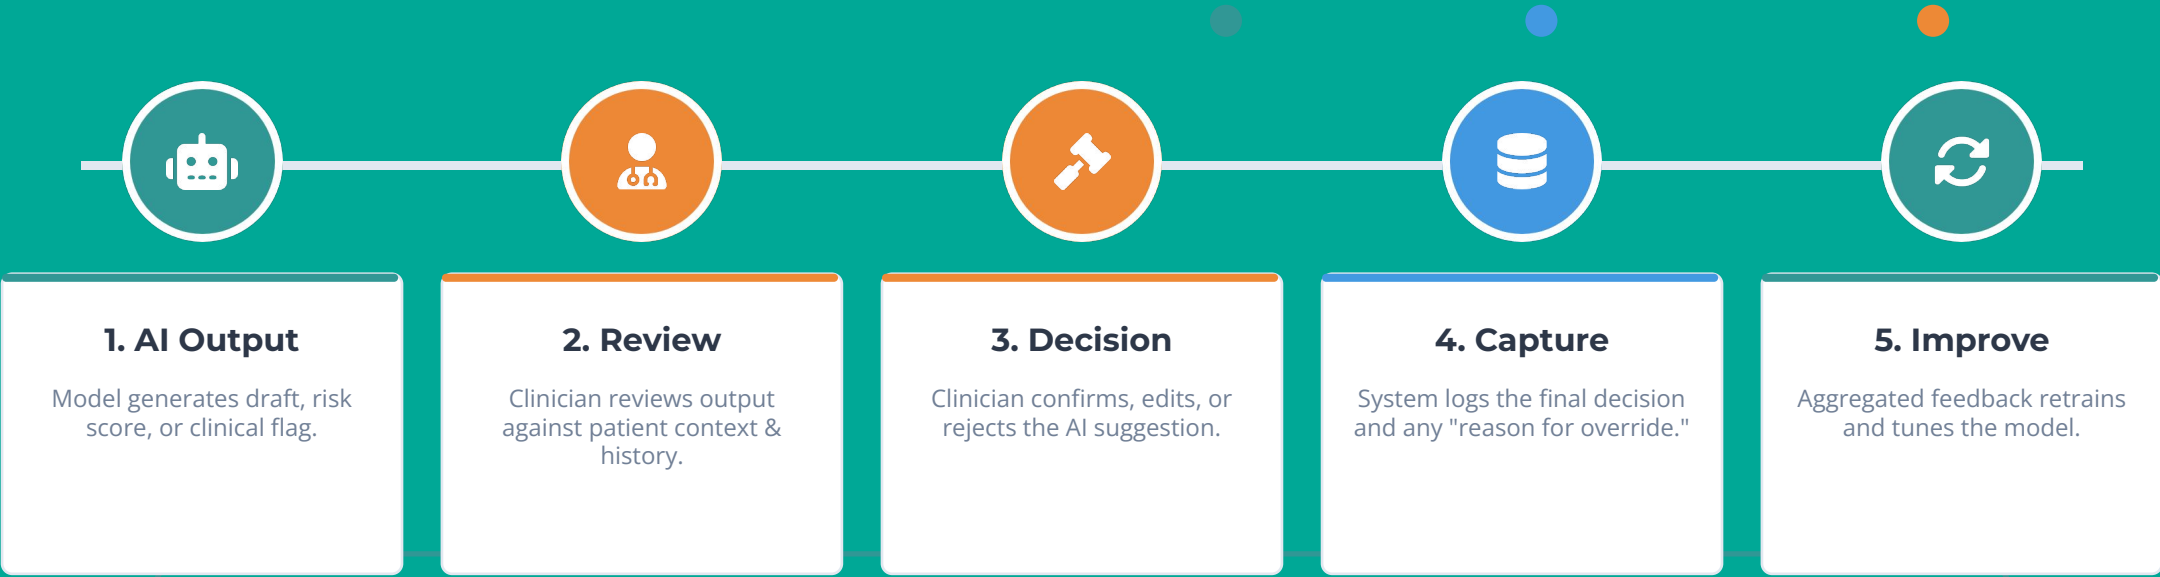 1. AI Output
Model generates draft, risk
score, or clinical flag.
2. Review
Clinician reviews output
against patient context &
history.
3. Decision
Clinician confirms, edits, or
rejects the AI suggestion.
4. Capture
System logs the final decision
and any "reason for override."
5. Improve
Aggregated feedback retrains
and tunes the model.